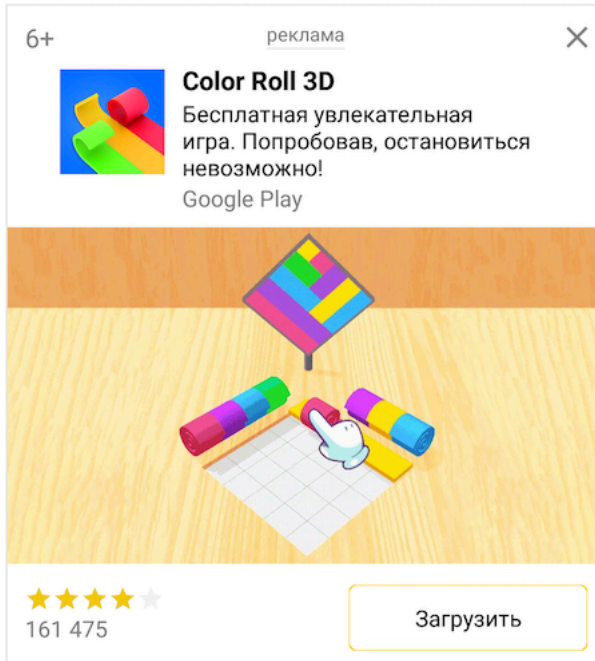 6+
реклама
Color Roll 3D
Бесплатная увлекательная
игра. Попробовав, остановиться
невозможно!
Google Play
161 475
Загрузить